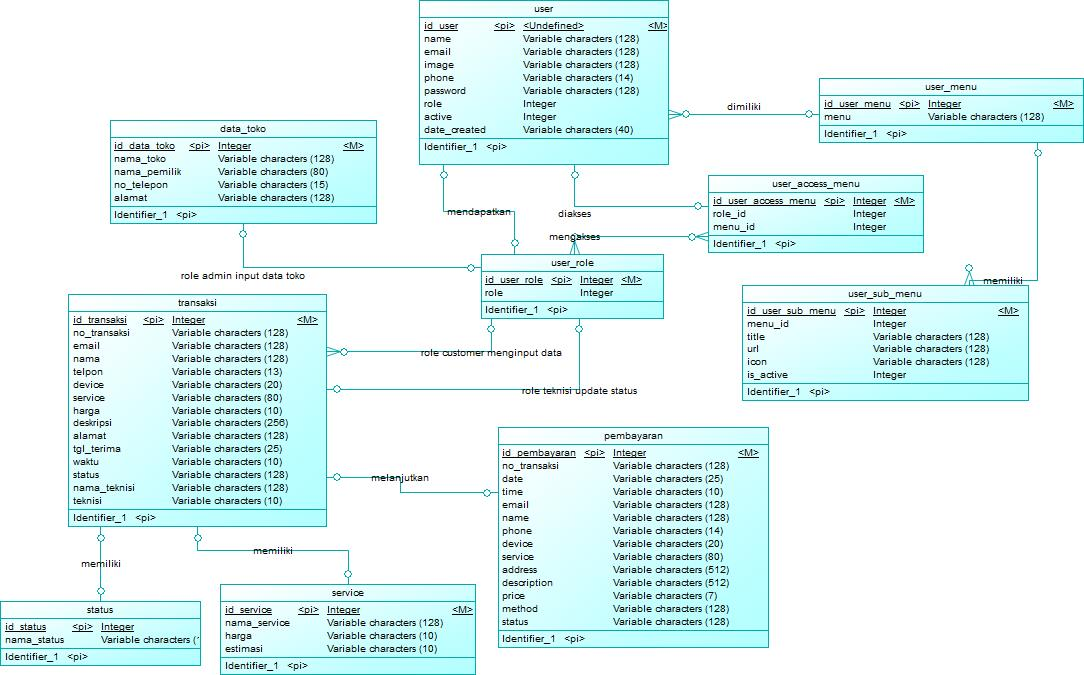 user
id_user <pi> <Undefined> <M>
name Variable characters (128)
email Variable characters (128)
image Variable characters (128)
phone Variable characters (14)
password Variable characters (128)
role Integer
active Integer
date_created Variable characters (40)
Identifier_1 <pi>
dimiliki
user_menu
id_user_menu <pi> Integer <M>
menu Variable characters (128)
Identifier_1 <pi>
data_toko
id_data_toko <pi> Integer <M>
nama_toko Variable characters (128)
nama_pemilik Variable characters (80)
no_telepon Variable characters (15)
alamat Variable characters (128)
Identifier_1 <pi>
user_access_menu
id_user_access_menu <pi> Integer <M>
role_id Integer
menu_id Integer
Identifier_1 <pi>
mendapatkan
diakses
mengakses
role admin input data toko
user_role
id_user_role <pi> Integer <M>
role Integer
Identifier_1 <pi>
memiliki
user_sub_menu
id_user_sub_menu <pi> Integer <M>
menu_id Integer
title Variable characters (128)
url Variable characters (128)
icon Variable characters (128)
is_active Integer
Identifier_1 <pi>
transaksi
id_transaksi <pi> Integer <M>
no_transaksi Variable characters (128)
email Variable characters (128)
nama Variable characters (128)
telpon Variable characters (13)
device Variable characters (20)
service Variable characters (80)
harga Variable characters (10)
deskripsi Variable characters (256)
alamat Variable characters (128)
tgl_terima Variable characters (25)
waktu Variable characters (10)
status Variable characters (128)
nama_teknisi Variable characters (128)
teknisi Variable characters (10)
Identifier_1 <pi>
role customer menginput data
role teknisi update status
melanjutkan
pembayaran
id_pembayaran <pi> Integer <M>
no_transaksi Variable characters (128)
date Variable characters (25)
time Variable characters (10)
email Variable characters (128)
name Variable characters (128)
phone Variable characters (14)
device Variable characters (20)
service Variable characters (80)
address Variable characters (512)
description Variable characters (512)
price Variable characters (7)
method Variable characters (128)
status Variable characters (128)
Identifier_1 <pi>
memiliki
memiliki
status
id_status <pi> Integer
nama_status Variable characters (
Identifier_1 <pi>
service
id_service <pi> Integer <M>
nama_service Variable characters (128)
harga Variable characters (10)
estimasi Variable characters (10)
Identifier_1 <pi>